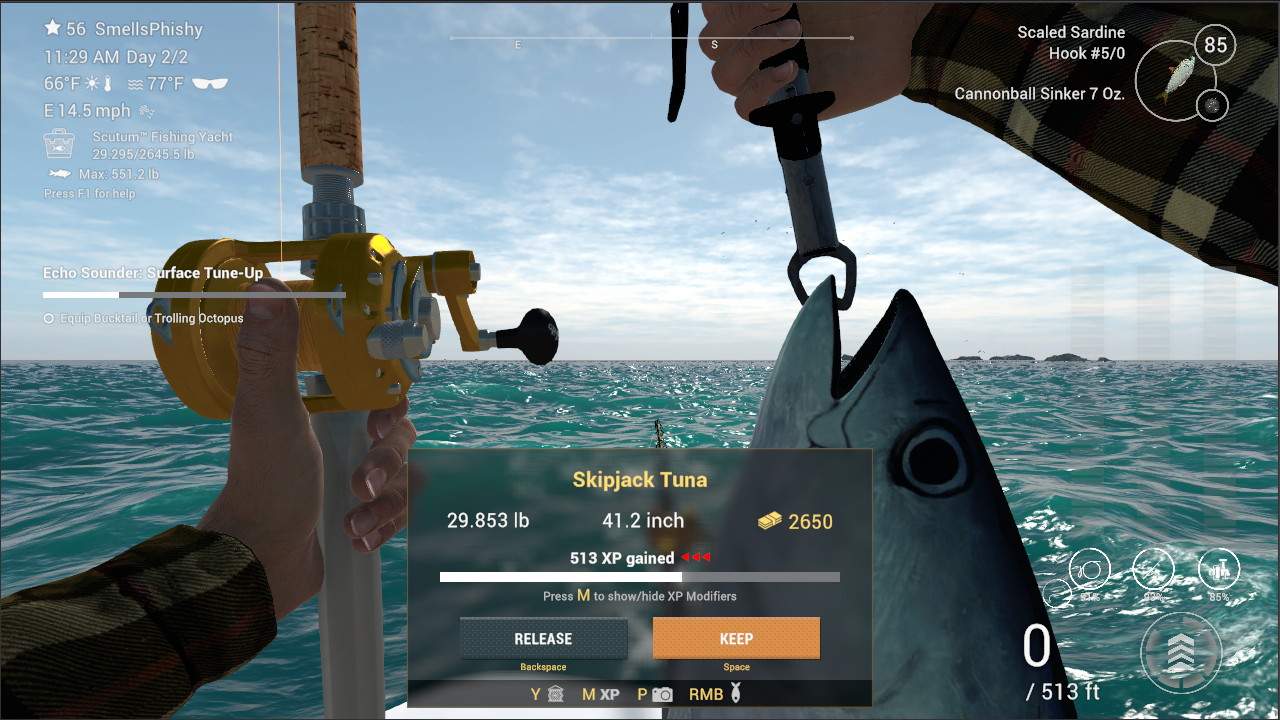 56 SmellsPhishy
11:29 AM Day 2/2
66°F 77°F
E 14.5 mph
Scutum™ Fishing Yacht
29.295/2645.5 lb
Max: 551.2 lb
Press F1 for help
Echo Sounder: Surface Tune-Up
Equip Bucktail or Trolling Octopus
E S
Scaled Sardine
Hook #5/0
85
Cannonball Sinker 7 Oz.
Skipjack Tuna
29.853 lb 41.2 inch 2650
513 XP gained
Press M to show/hide XP Modifiers
RELEASE KEEP
Backspace Space
Y M XP P RMB
93% 85%
0
/ 513 ft